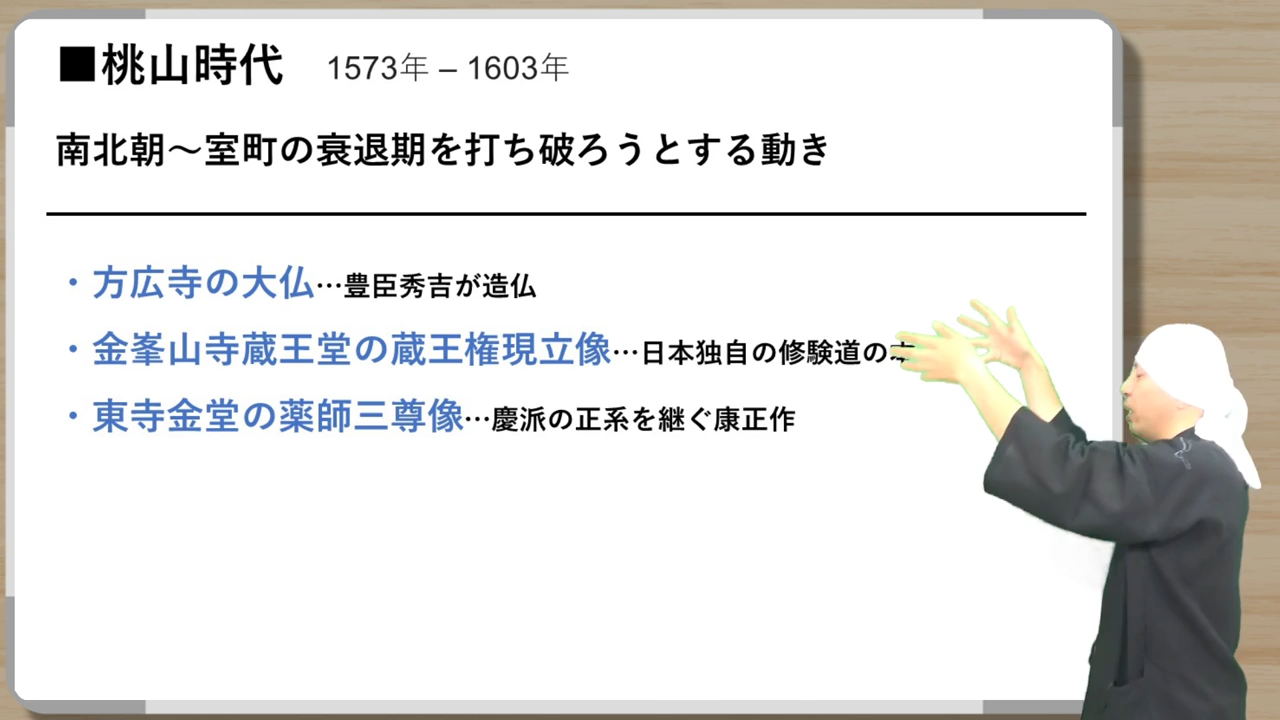 ■桃山時代 1573年 – 1603年
南北朝～室町の衰退期を打ち破ろうとする動き
・方広寺の大仏…豊臣秀吉が造仏
・金峯山寺蔵王堂の蔵王権現立像…日本独自の修験道の
・東寺金堂の薬師三尊像…慶派の正系を継ぐ康正作